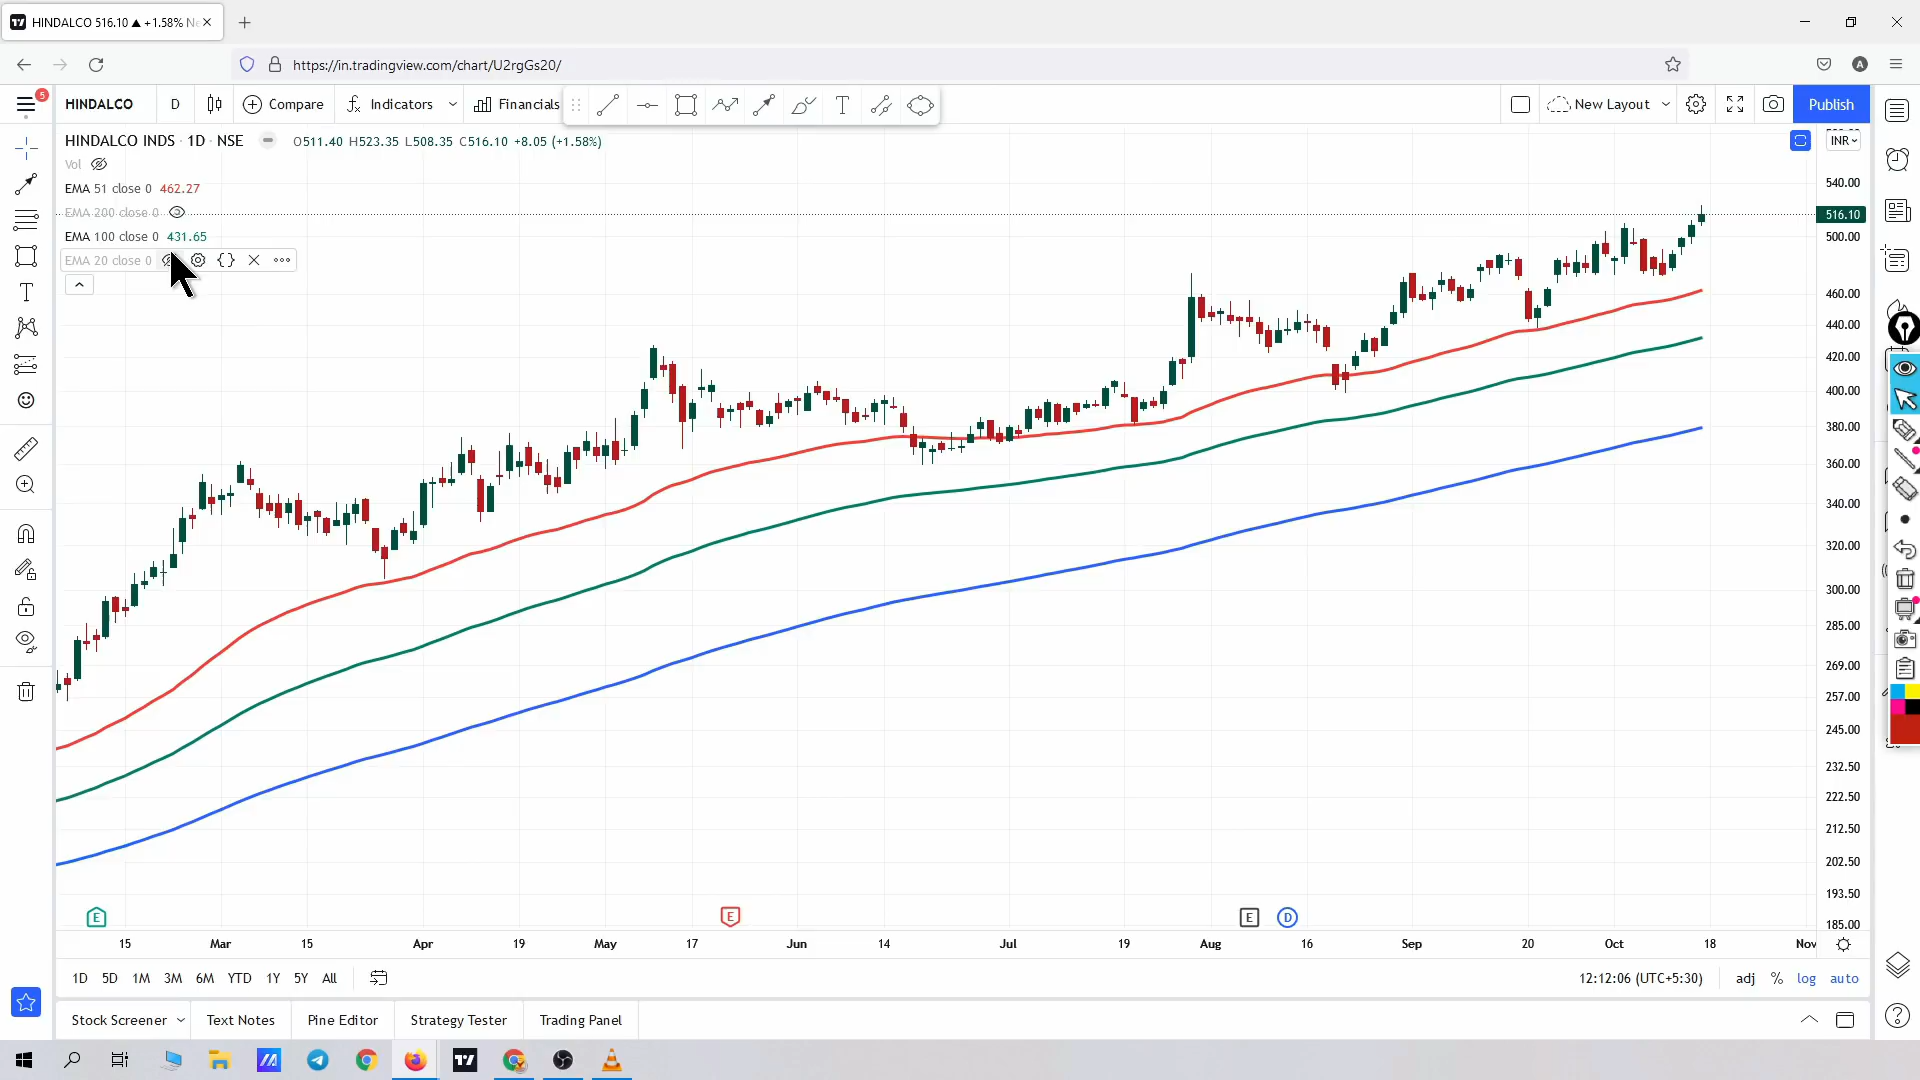 HINDALCO 516.10 ▲ +1.58%
https://in.tradingview.com/chart/U2rgGs20/
A
5
HINDALCO D Compare Indicators Financials T New Layout Publish
HINDALCO INDS · 1D · NSE O511.40 H523.35 L508.35 C516.10 +8.05 (+1.58%)
INR
Vol
EMA 51 close 0 462.27
EMA 200 close 0
EMA 100 close 0 431.65
EMA 20 close 0
540.00
516.10
500.00
460.00
440.00
420.00
400.00
380.00
360.00
340.00
320.00
300.00
285.00
269.00
257.00
245.00
232.50
222.50
212.50
202.50
193.50
185.00
E E E D
15 Mar 15 Apr 19 May 17 Jun 14 Jul 19 Aug 16 Sep 20 Oct 18 Nov
1D 5D 1M 3M 6M YTD 1Y 5Y All 12:12:06 (UTC+5:30) adj % log auto
Stock Screener Text Notes Pine Editor Strategy Tester Trading Panel